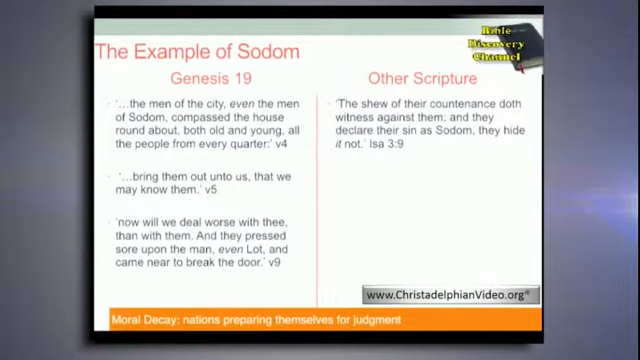 Bible
Discovery
Channel
The Example of Sodom
Genesis 19
‘…the men of the city, even the men
of Sodom, compassed the house
round about, both old and young, all
the people from every quarter:’ v4
‘…bring them out unto us, that we
may know them.’ v5
‘now will we deal worse with thee,
than with them. And they pressed
sore upon the man, even Lot, and
came near to break the door.’ v9
Other Scripture
‘The shew of their countenance doth
witness against them; and they
declare their sin as Sodom, they hide
it not.’ Isa 3:9
www.ChristadelphianVideo.org®
Moral Decay: nations preparing themselves for judgment